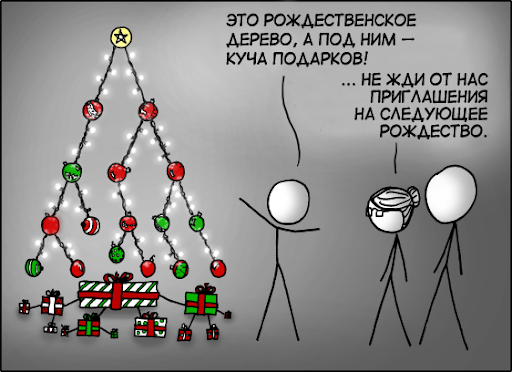 ЭТО РОЖДЕСТВЕНСКОЕ
ДЕРЕВО, А ПОД НИМ —
КУЧА ПОДАРКОВ!
... НЕ ЖДИ ОТ НАС
ПРИГЛАШЕНИЯ
НА СЛЕДУЮЩЕЕ
РОЖДЕСТВО.